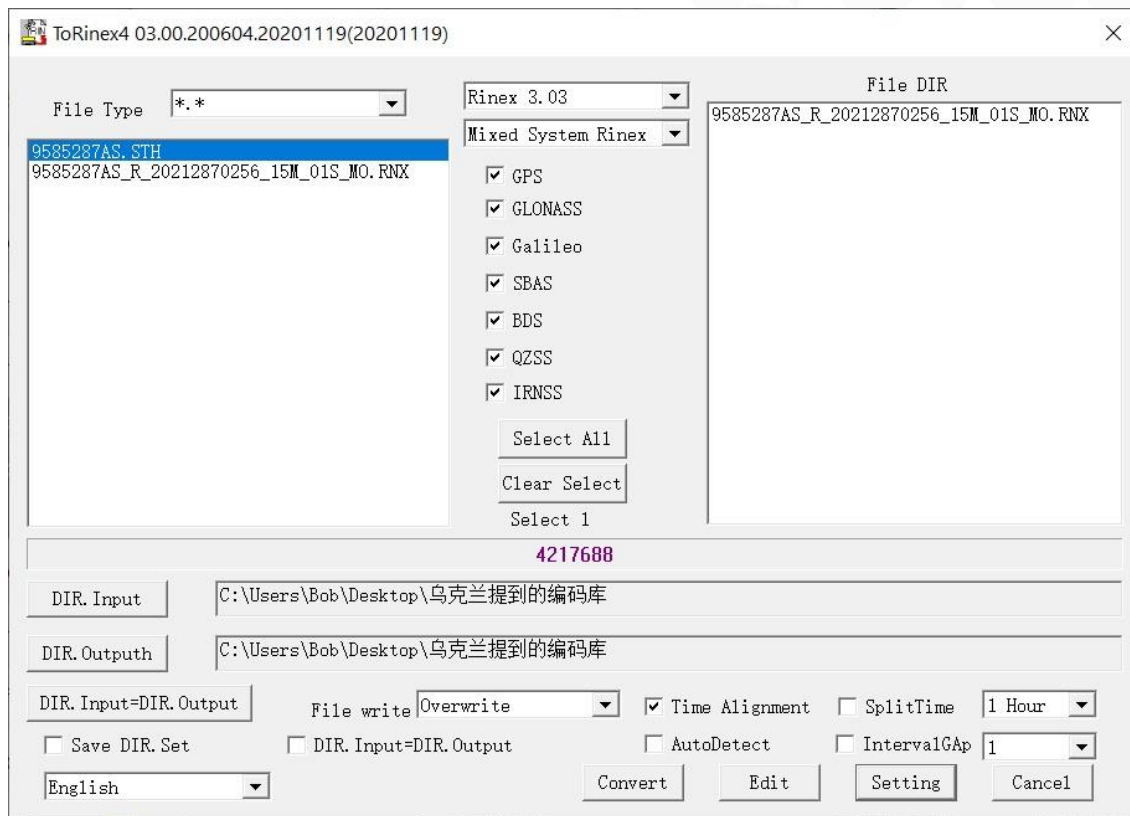 ToRinex4 03.00.200604.20201119(20201119)
File Type
*.*
9585287AS.STH
9585287AS_R_20212870256_15M_01S_MO.RNX
Rinex 3.03
Mixed System Rinex
GPS
GLONASS
Galileo
SBAS
BDS
QZSS
IRNSS
Select All
Clear Select
Select 1
File DIR
9585287AS_R_20212870256_15M_01S_MO.RNX
4217688
DIR.Input
C:\Users\Bob\Desktop\乌克兰提到的编码库
DIR.Outputh
C:\Users\Bob\Desktop\乌克兰提到的编码库
DIR.Input=DIR.Output
File write
Overwrite
Time Alignment
SplitTime
1 Hour
Save DIR.Set
DIR.Input=DIR.Output
AutoDetect
IntervalGAp
1
English
Convert
Edit
Setting
Cancel